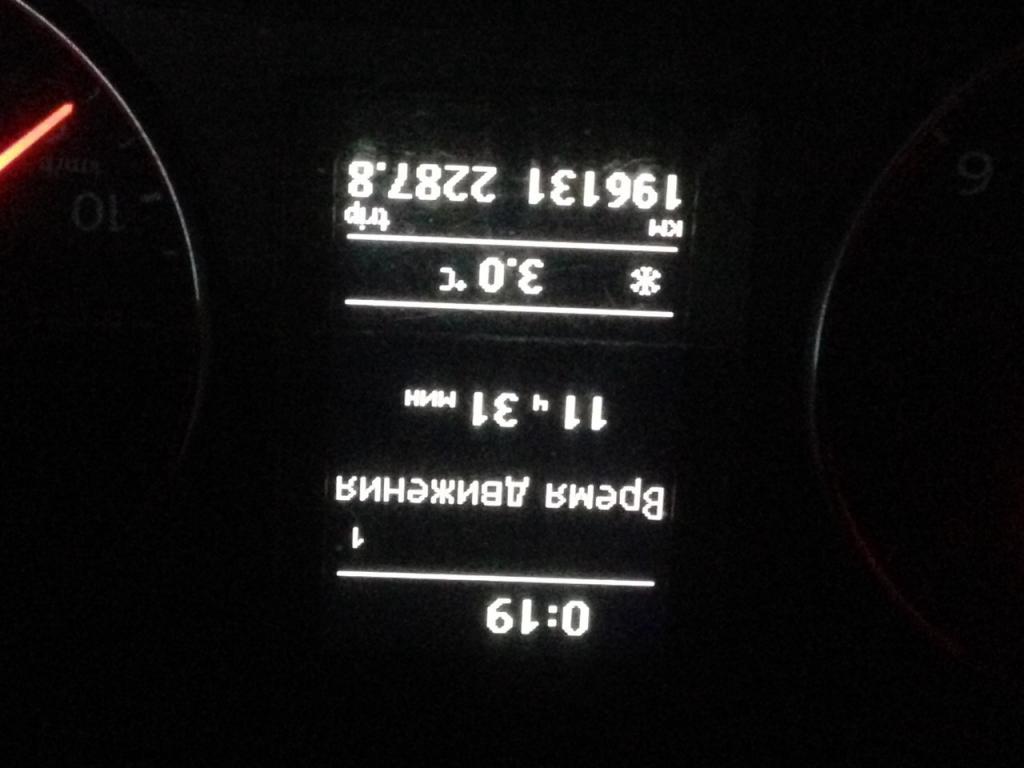 0:19
1
Время движения
11 ч 31 мин
3.0 °C
км trip
196131 2287.8